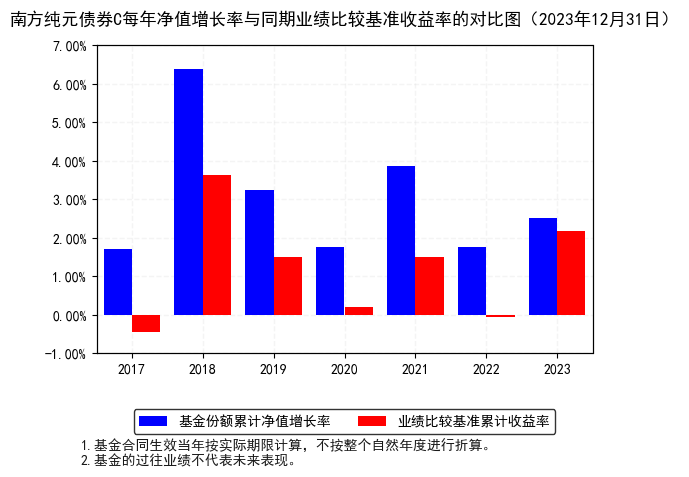 南方纯元债券C每年净值增长率与同期业绩比较基准收益率的对比图（2023年12月31日）
7.00%
6.00%
5.00%
4.00%
3.00%
2.00%
1.00%
0.00%
-1.00%
2017 2018 2019 2020 2021 2022 2023
基金份额累计净值增长率 业绩比较基准累计收益率
1.基金合同生效当年按实际期限计算，不按整个自然年度进行折算。
2.基金的过往业绩不代表未来表现。